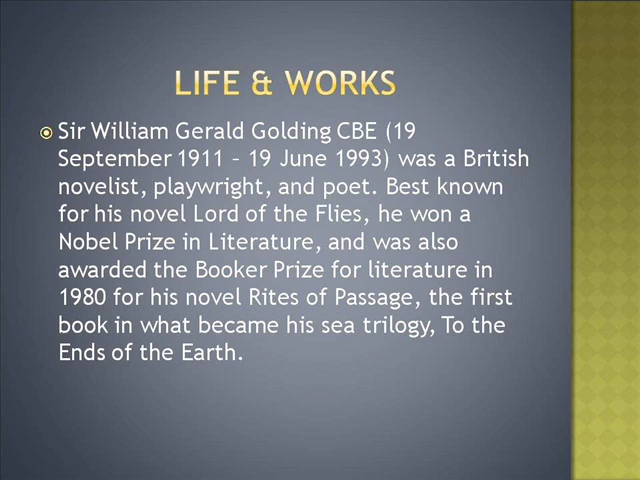 LIFE & WORKS
Sir William Gerald Golding CBE (19
September 1911 – 19 June 1993) was a British
novelist, playwright, and poet. Best known
for his novel Lord of the Flies, he won a
Nobel Prize in Literature, and was also
awarded the Booker Prize for literature in
1980 for his novel Rites of Passage, the first
book in what became his sea trilogy, To the
Ends of the Earth.